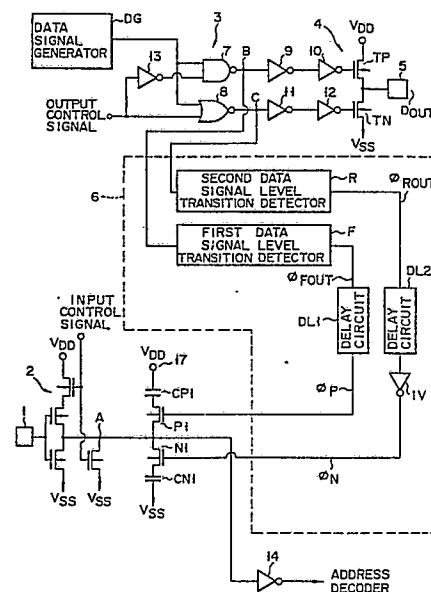 DG
DATA
SIGNAL
GENERATOR
3
4
VDD
13
7
B
9
10
TP
5
OUTPUT
CONTROL
SIGNAL
8
C
11
12
TN
DOUT
VSS
6
SECOND DATA
SIGNAL LEVEL
TRANSITION DETECTOR
R
ØROUT
FIRST DATA
SIGNAL LEVEL
TRANSITION DETECTOR
F
ØFOUT
DL2
INPUT
CONTROL
SIGNAL
DL1
DELAY
CIRCUIT
DELAY
CIRCUIT
VDD
VDD
17
2
CP1
ØP
IV
1
A
P1
N1
VSS
VSS
CN1
VSS
ØN
14
ADDRESS
DECODER